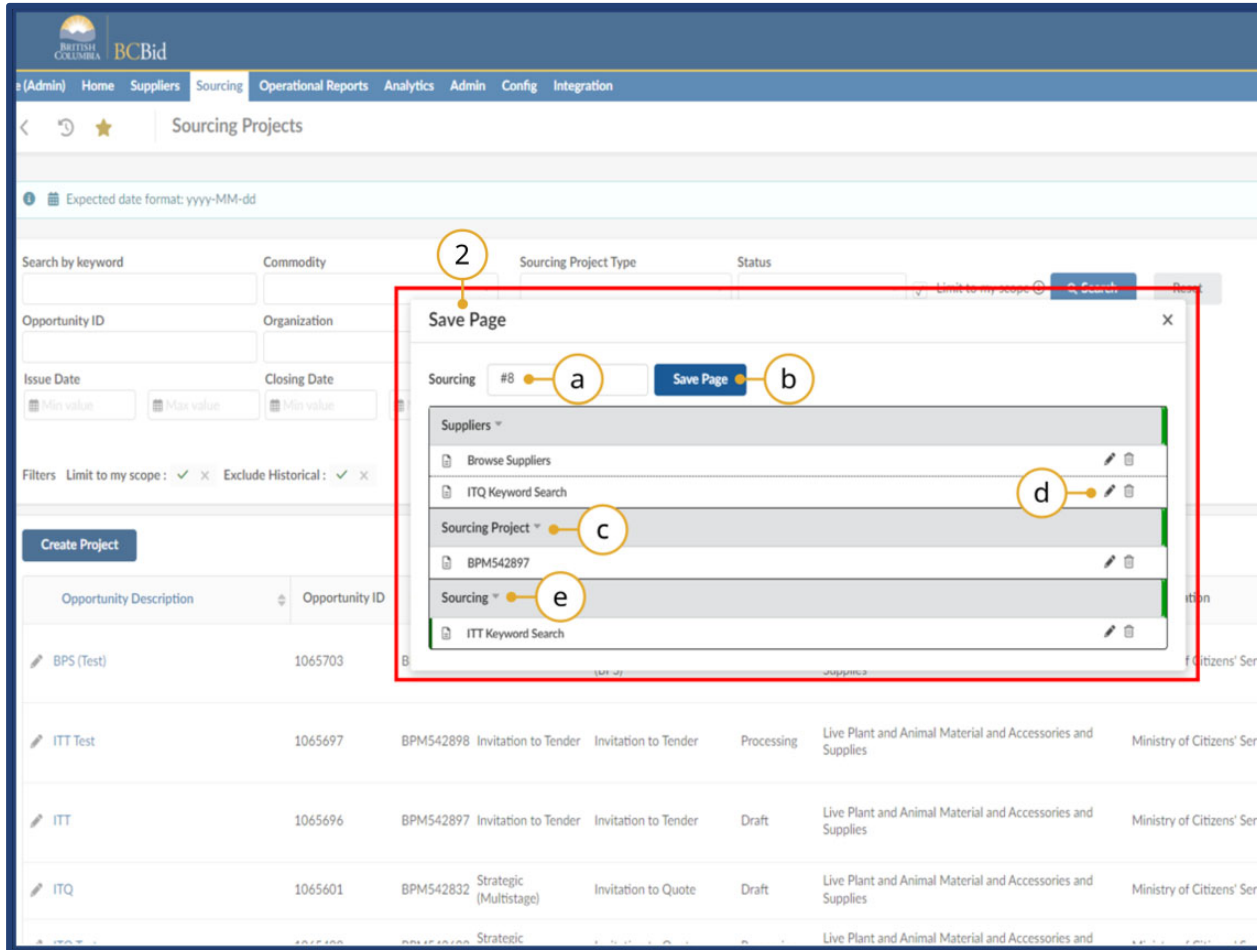 BRITISH
COLUMBIA
BCBid
e (Admin) Home Suppliers Sourcing Operational Reports Analytics Admin Config Integration
Sourcing Projects
Expected date format: yyyy-MM-dd
2
Search by keyword Commodity Sourcing Project Type Status
Limit to my scope Search Reset
Save Page
Opportunity ID Organization
Sourcing #8 a Save Page b
Issue Date Closing Date
Min value Max value Min value
Suppliers
Browse Suppliers
Filters Limit to my scope : Exclude Historical :
ITQ Keyword Search d
Sourcing Project c
Create Project
BPM542897
Opportunity Description Opportunity ID
Sourcing e
ITT Keyword Search
BPS (Test) 1065703 Supplies
ITT Test 1065697 BPM542898 Invitation to Tender Invitation to Tender Processing Live Plant and Animal Material and Accessories and
Supplies Ministry of Citizens' Ser
ITT 1065696 BPM542897 Invitation to Tender Invitation to Tender Draft Live Plant and Animal Material and Accessories and
Supplies Ministry of Citizens' Ser
ITQ 1065601 BPM542832 Strategic
(Multistage) Invitation to Quote Draft Live Plant and Animal Material and Accessories and
Supplies Ministry of Citizens' Ser
Strategic Live Plant and Animal Material and Accessories and